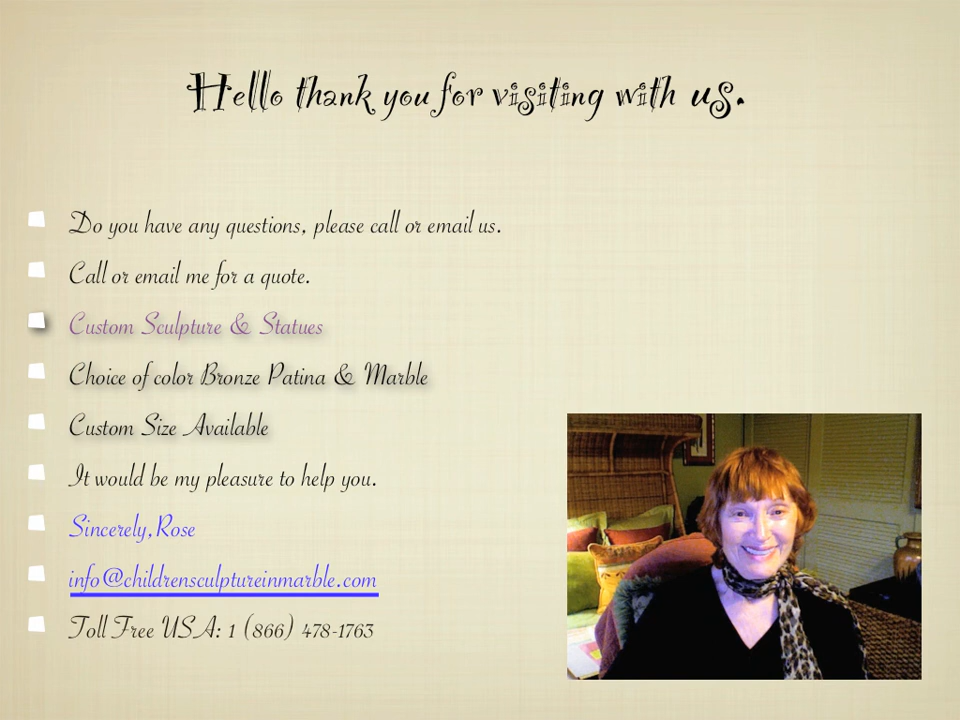 Hello thank you for visiting with us.
Do you have any questions, please call or email us.
Call or email me for a quote.
Custom Sculpture & Statues
Choice of color Bronze Patina & Marble
Custom Size Available
It would be my pleasure to help you.
Sincerely,Rose
info@childrensculptureinmarble.com
Toll Free USA: 1 (866) 478-1763